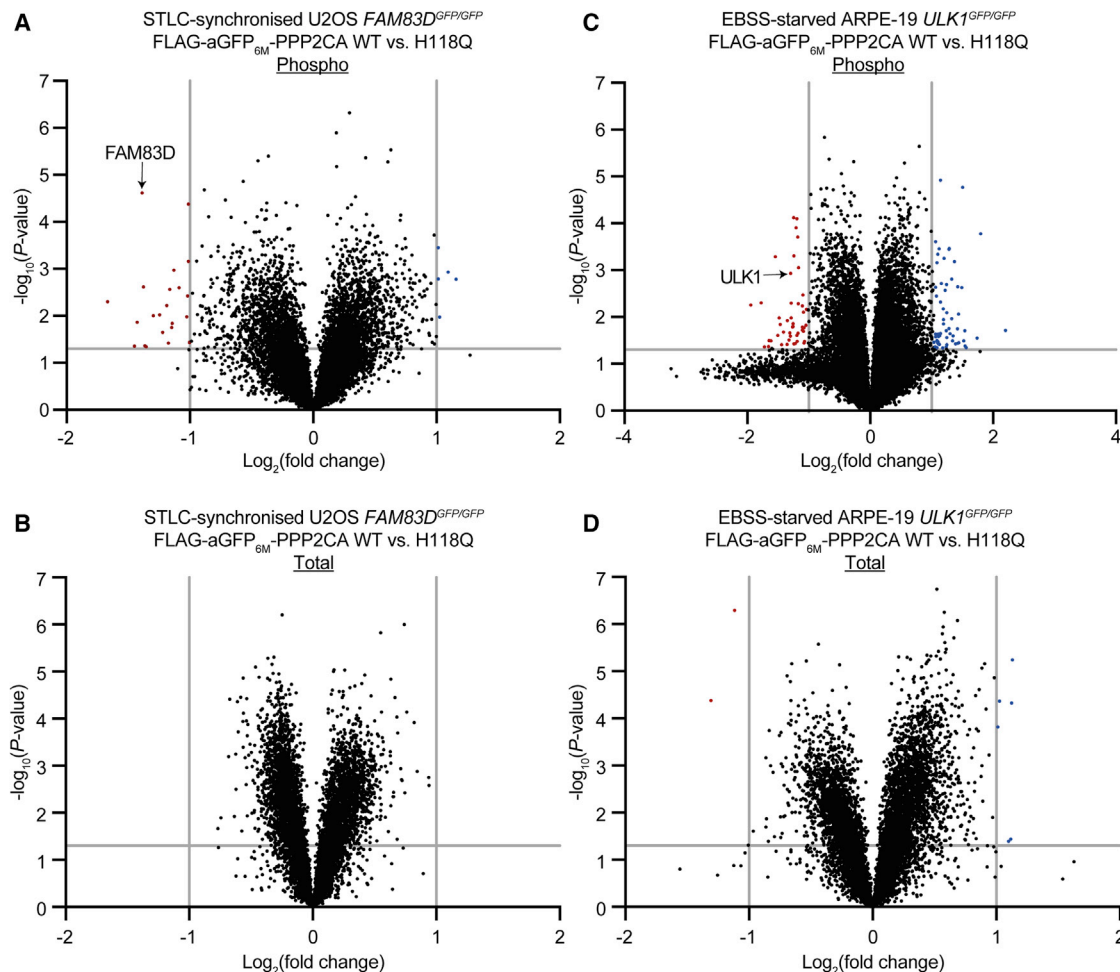 A
STLC-synchronised U2OS FAM83D^GFP/GFP
FLAG-aGFP_6M-PPP2CA WT vs. H118Q
Phospho
7
6
5
4
3
2
1
0
-log10(P-value)
FAM83D
-2
-1
0
1
2
Log2(fold change)
C
EBSS-starved ARPE-19 ULK1^GFP/GFP
FLAG-aGFP_6M-PPP2CA WT vs. H118Q
Phospho
7
6
5
4
3
2
1
0
-log10(P-value)
ULK1
-4
-2
0
2
4
Log2(fold change)
B
STLC-synchronised U2OS FAM83D^GFP/GFP
FLAG-aGFP_6M-PPP2CA WT vs. H118Q
Total
7
6
5
4
3
2
1
0
-log10(P-value)
-2
-1
0
1
2
Log2(fold change)
D
EBSS-starved ARPE-19 ULK1^GFP/GFP
FLAG-aGFP_6M-PPP2CA WT vs. H118Q
Total
7
6
5
4
3
2
1
0
-log10(P-value)
-2
-1
0
1
2
Log2(fold change)